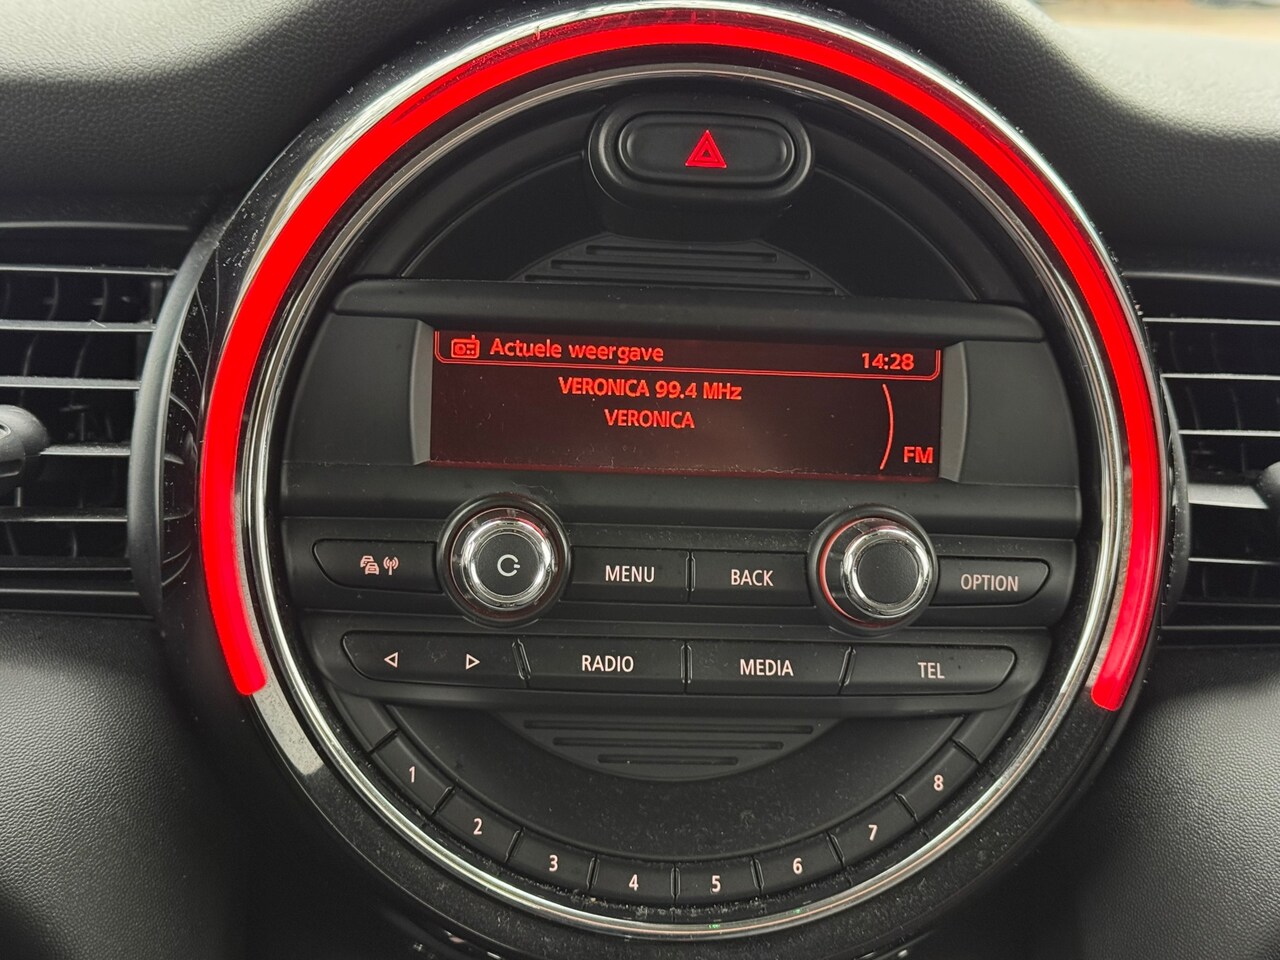 Actuele weergave 14:28
VERONICA 99.4 MHz
VERONICA
FM
MENU BACK OPTION
RADIO MEDIA TEL
1 2 3 4 5 6 7 8